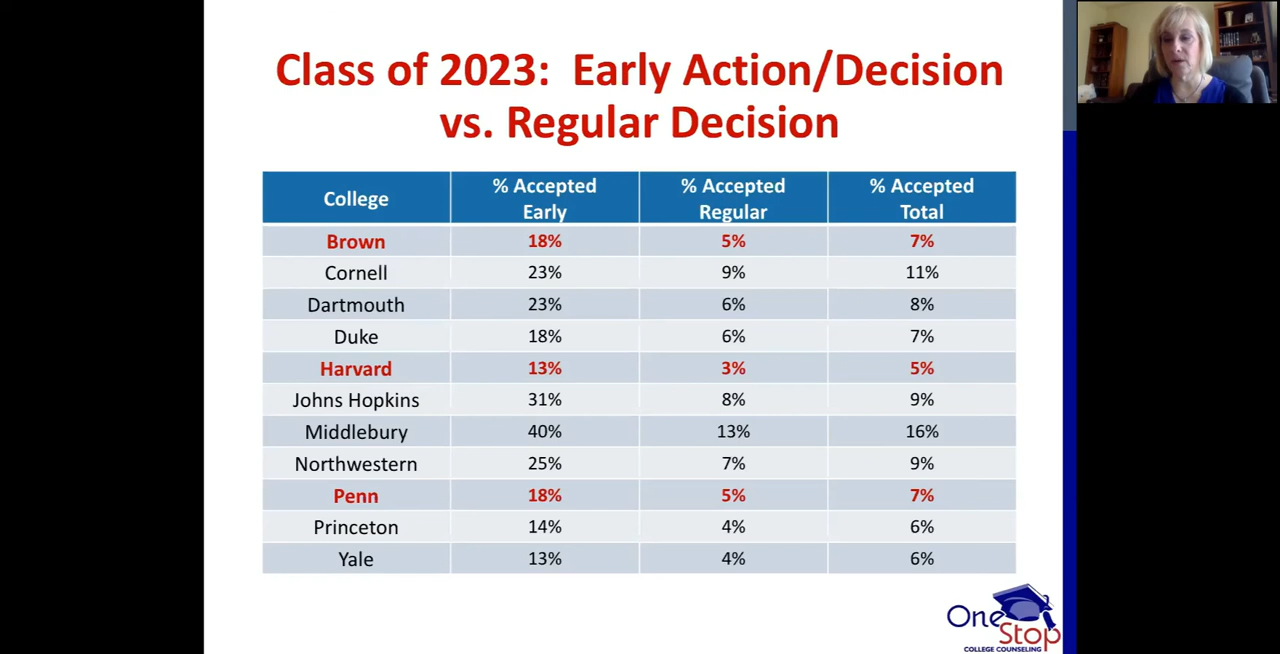 Class of 2023: Early Action/Decision
vs. Regular Decision
College % Accepted Early % Accepted Regular % Accepted Total
Brown 18% 5% 7%
Cornell 23% 9% 11%
Dartmouth 23% 6% 8%
Duke 18% 6% 7%
Harvard 13% 3% 5%
Johns Hopkins 31% 8% 9%
Middlebury 40% 13% 16%
Northwestern 25% 7% 9%
Penn 18% 5% 7%
Princeton 14% 4% 6%
Yale 13% 4% 6%
One
Stop
COLLEGE COUNSELING